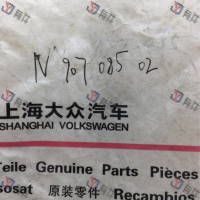 N 907 085 02
上海大众汽车
SHANGHAI VOLKSWAGEN
Teile Genuine Parts Pièces
sosat 原装零件 Recambios